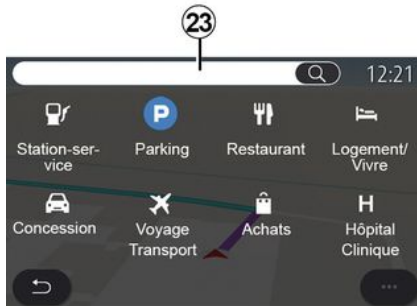 23
12:21
P
Station-ser-
vice
Parking
Restaurant
Logement/
Vivre
Concession
Voyage
Transport
Achats
H
Hôpital
Clinique